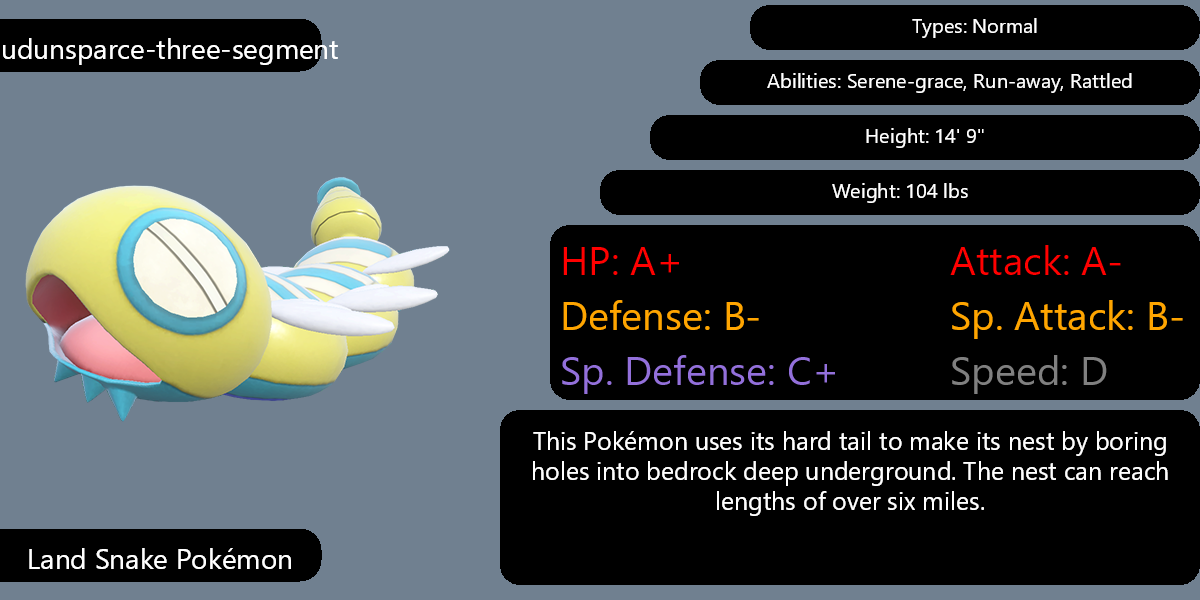 udunsparce-three-segment
Types: Normal
Abilities: Serene-grace, Run-away, Rattled
Height: 14' 9"
Weight: 104 lbs
HP: A+ Attack: A-
Defense: B- Sp. Attack: B-
Sp. Defense: C+ Speed: D
This Pokémon uses its hard tail to make its nest by boring
holes into bedrock deep underground. The nest can reach
lengths of over six miles.
Land Snake Pokémon